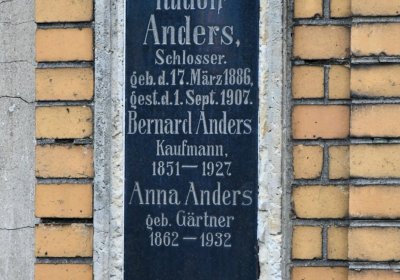 Rudolf
Anders,
Schlosser.
geb.d.17.März 1886,
gest.d.1.Sept.1907.
Bernard Anders
Kaufmann,
1851—1927
Anna Anders
geb. Gärtner
1862—1932